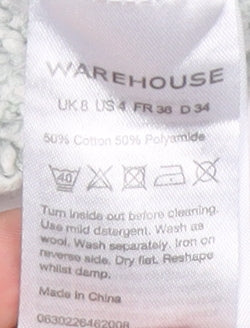 WAREHOUSE
UK 8 US 4 FR 36 D 34
50% Cotton 50% Polyamide
40
Turn inside out before cleaning.
Use mild detergent. Wash as
wool. Wash separately. Iron on
reverse side. Dry flat. Reshape
whilst damp.
Made in China
0630226462008